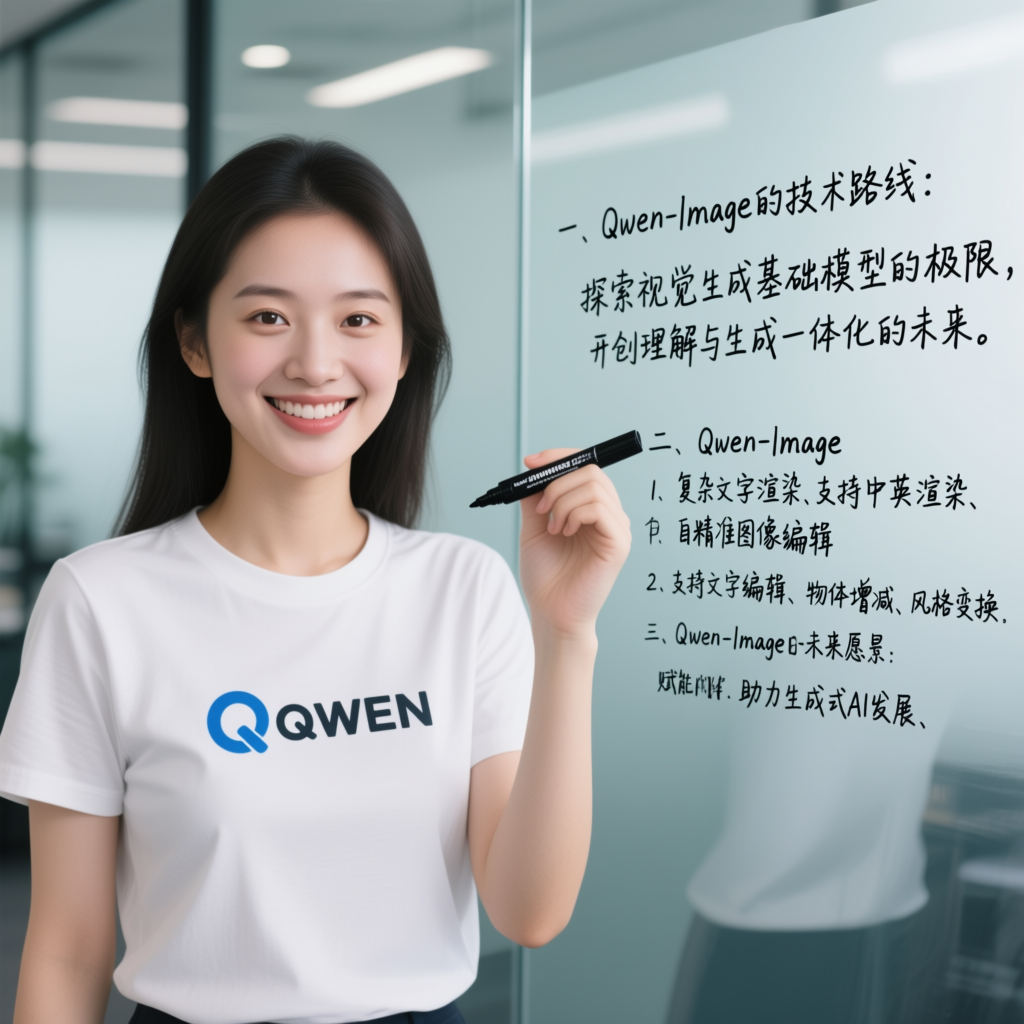 QWEN
一、Qwen-Image的技术路线：
探索视觉生成基础模型的极限，
开创理解与生成一体化的未来。
二、Qwen-Image
1. 复杂文字渲染、支持中英渲染、
自精准图像编辑
2. 支持文字编辑、物体增减、风格变换.
三、Qwen-Image 未来愿景：
赋能 助力生成式AI发展、